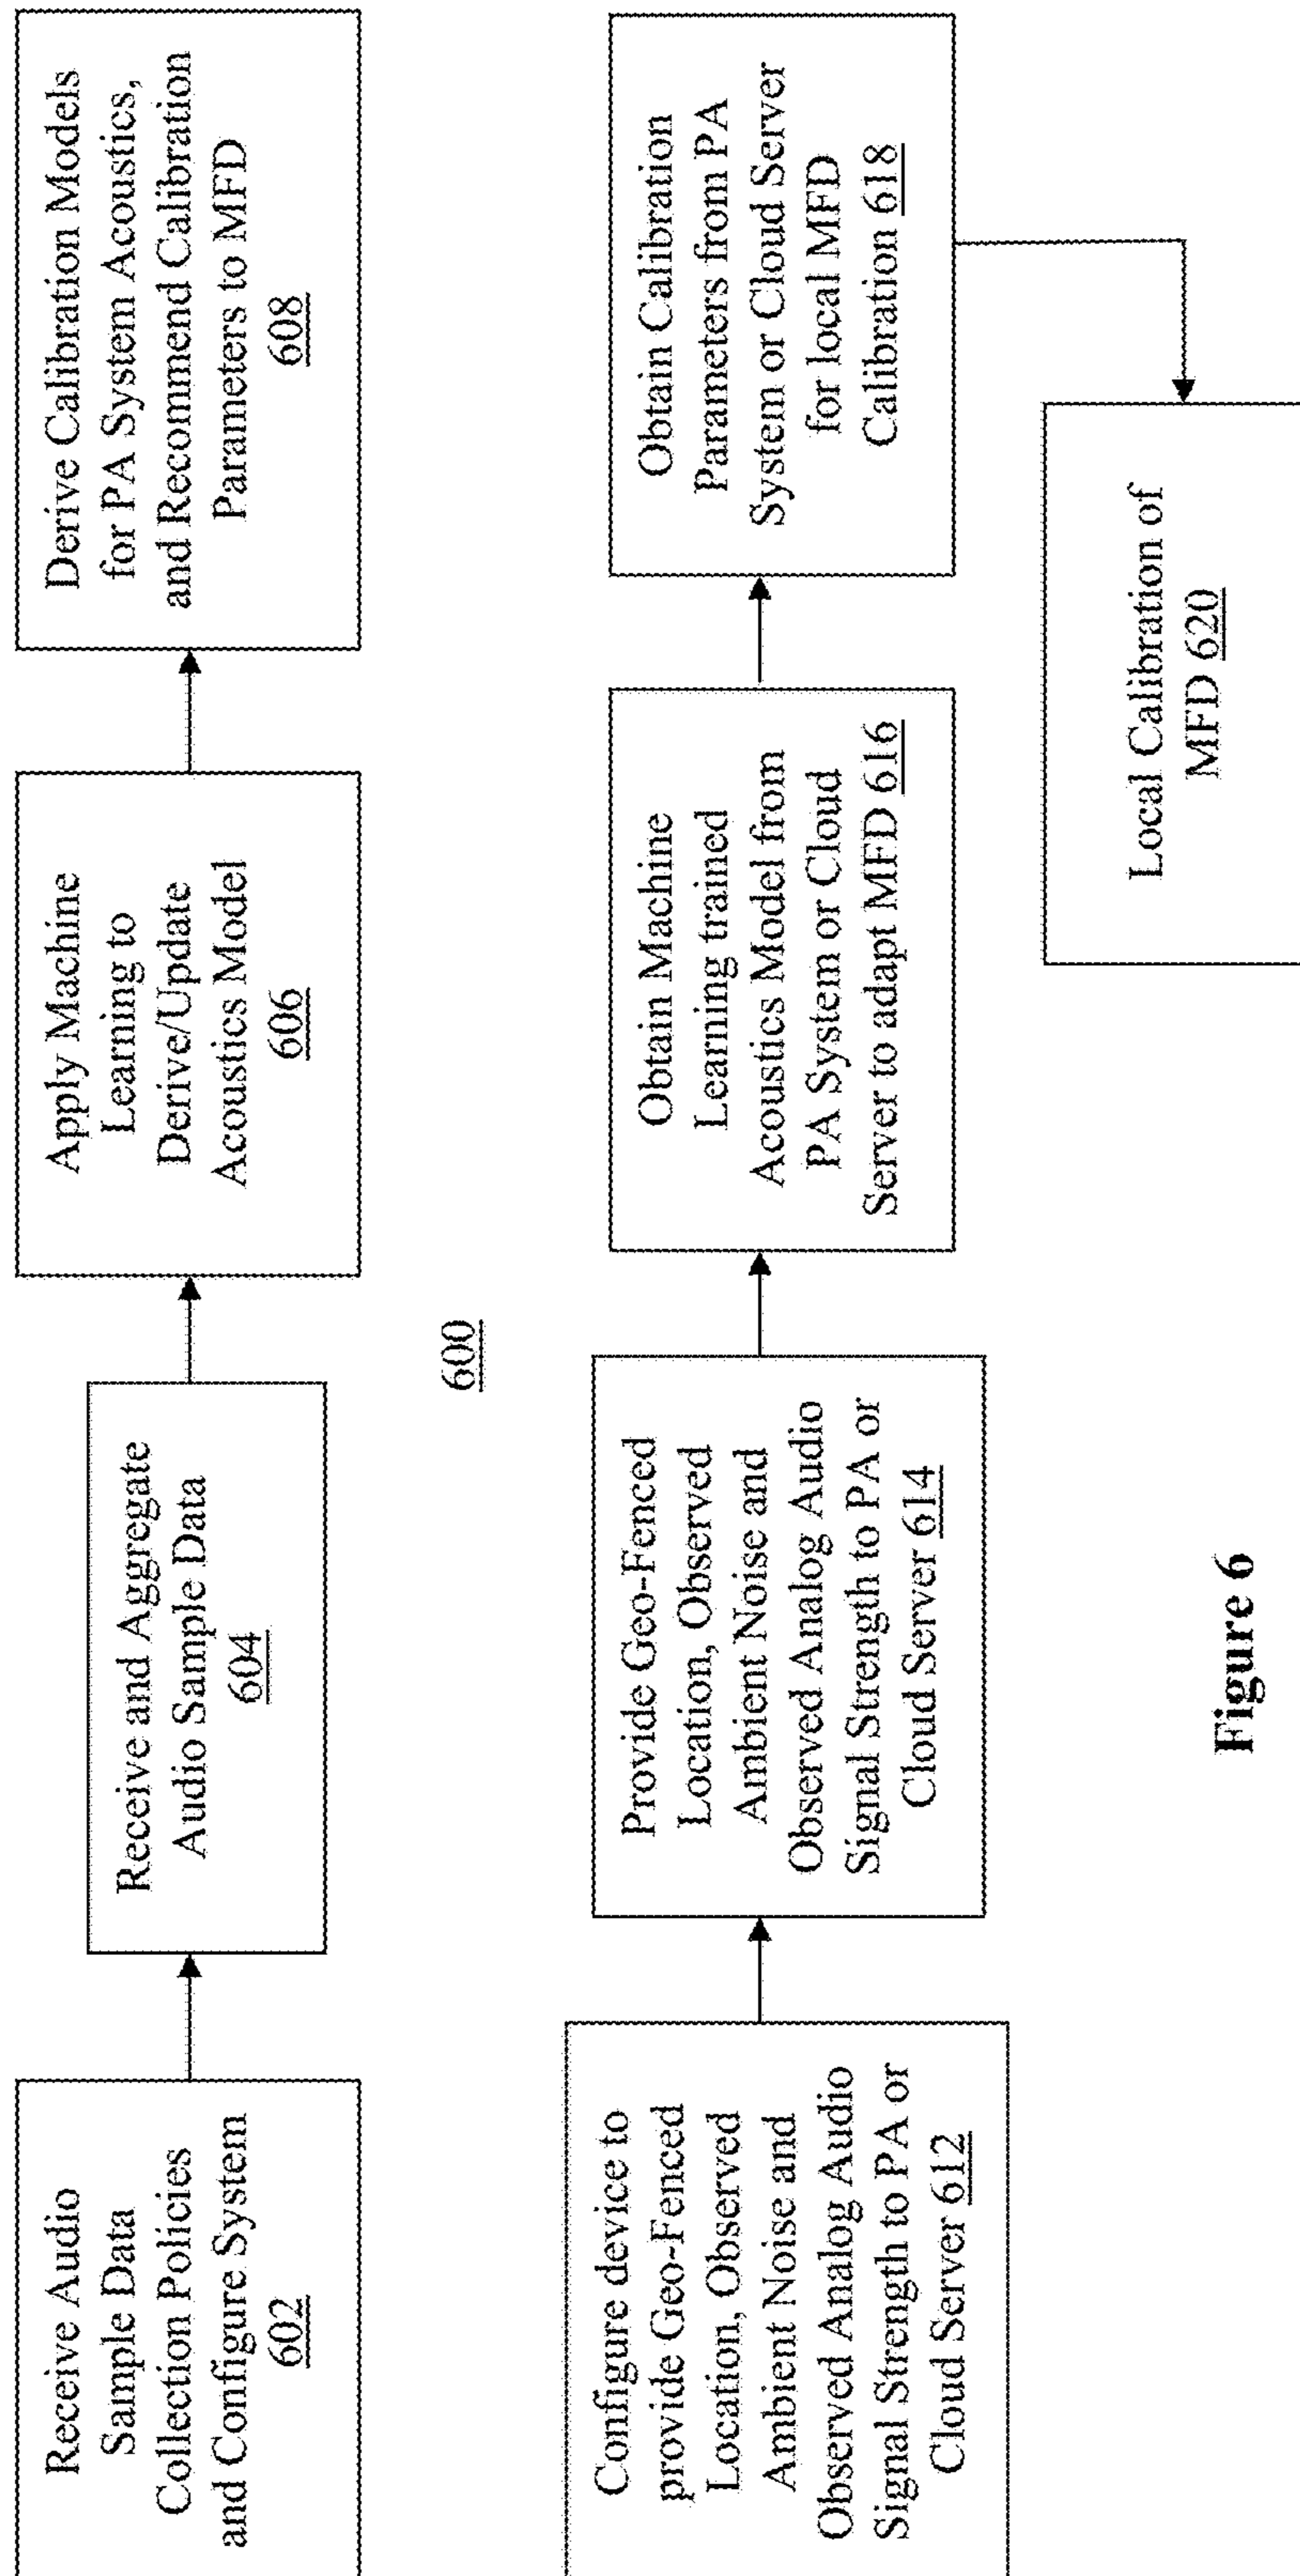 Receive Audio
Sample Data
Collection Policies
and Configure System
602
Receive and Aggregate
Audio Sample Data
604
Apply Machine
Learning to
Derive/Update
Acoustics Model
606
Derive Calibration Models
for PA System Acoustics,
and Recommend Calibration
Parameters to MFD
608
600
Configure device to
provide Geo-Fenced
Location, Observed
Ambient Noise and
Observed Analog Audio
Signal Strength to PA or
Cloud Server 612
Provide Geo-Fenced
Location, Observed
Ambient Noise and
Observed Analog Audio
Signal Strength to PA or
Cloud Server 614
Obtain Machine
Learning trained
Acoustics Model from
PA System or Cloud
Server to adapt MFD 616
Obtain Calibration
Parameters from PA
System or Cloud Server
for local MFD
Calibration 618
Local Calibration of
MFD 620
Figure 6